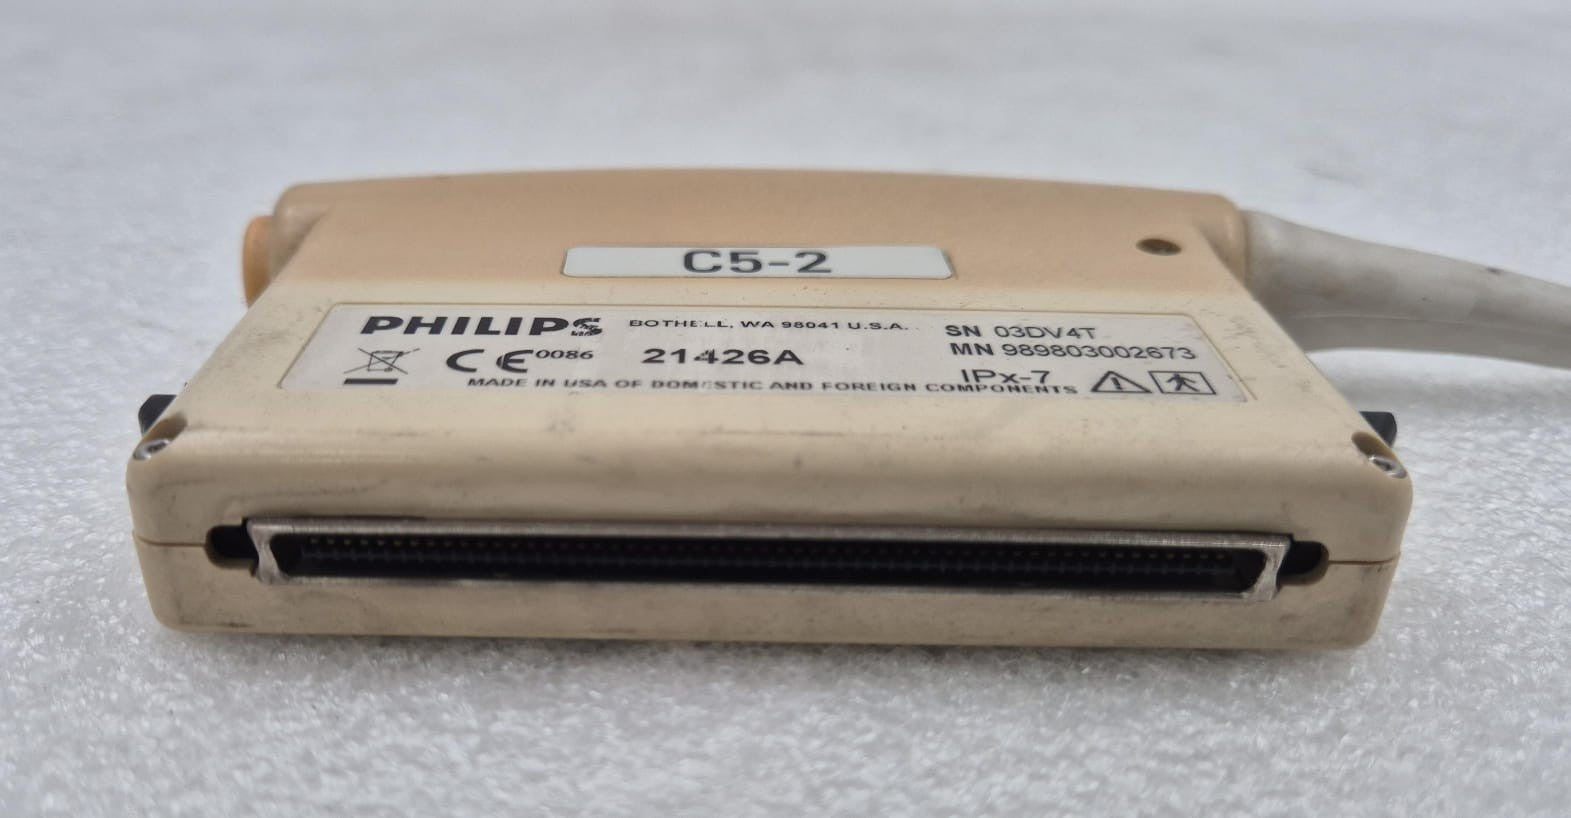 C5-2
PHILIPS BOTHELL, WA 98041 U.S.A. SN 03DV4T
CE 0086 21426A MN 989803002673
IPx-7
MADE IN USA OF DOMESTIC AND FOREIGN COMPONENTS